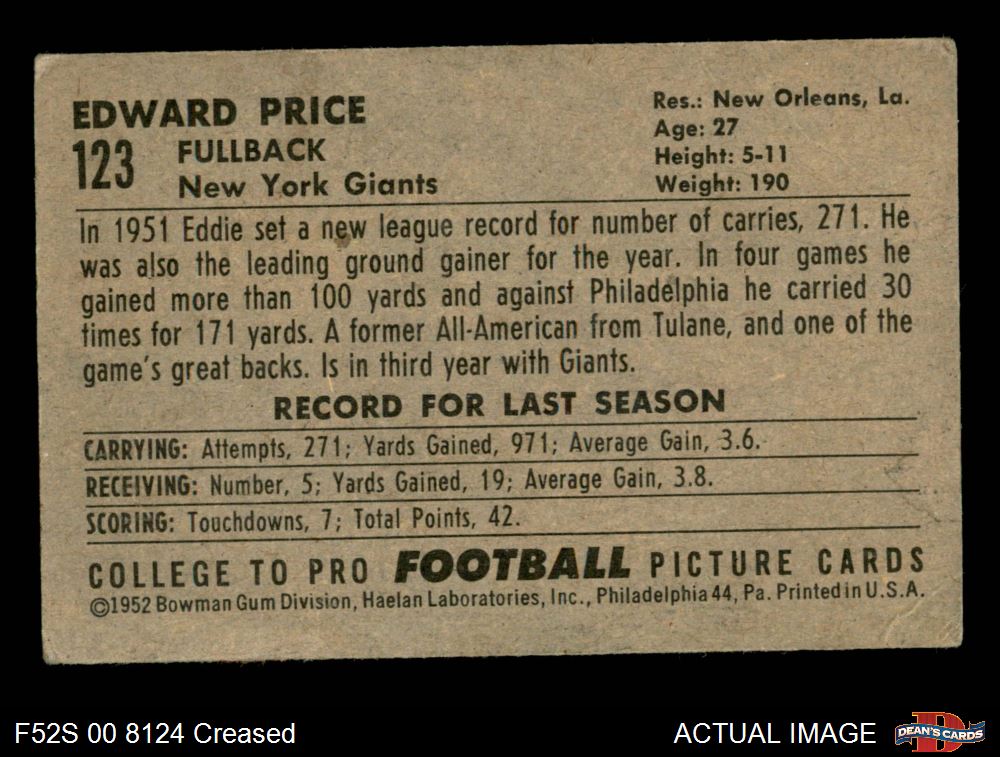 EDWARD PRICE
123
FULLBACK
New York Giants
Res.: New Orleans, La.
Age: 27
Height: 5-11
Weight: 190
In 1951 Eddie set a new league record for number of carries, 271. He
was also the leading ground gainer for the year. In four games he
gained more than 100 yards and against Philadelphia he carried 30
times for 171 yards. A former All-American from Tulane, and one of the
game's great backs. Is in third year with Giants.
RECORD FOR LAST SEASON
CARRYING: Attempts, 271; Yards Gained, 971; Average Gain, 3.6.
RECEIVING: Number, 5; Yards Gained, 19; Average Gain, 3.8.
SCORING: Touchdowns, 7; Total Points, 42.
COLLEGE TO PRO FOOTBALL PICTURE CARDS
©1952 Bowman Gum Division, Haelan Laboratories, Inc., Philadelphia 44, Pa. Printed in U.S.A.
F52S 00 8124 Creased
ACTUAL IMAGE
D
DEAN'S CARDS